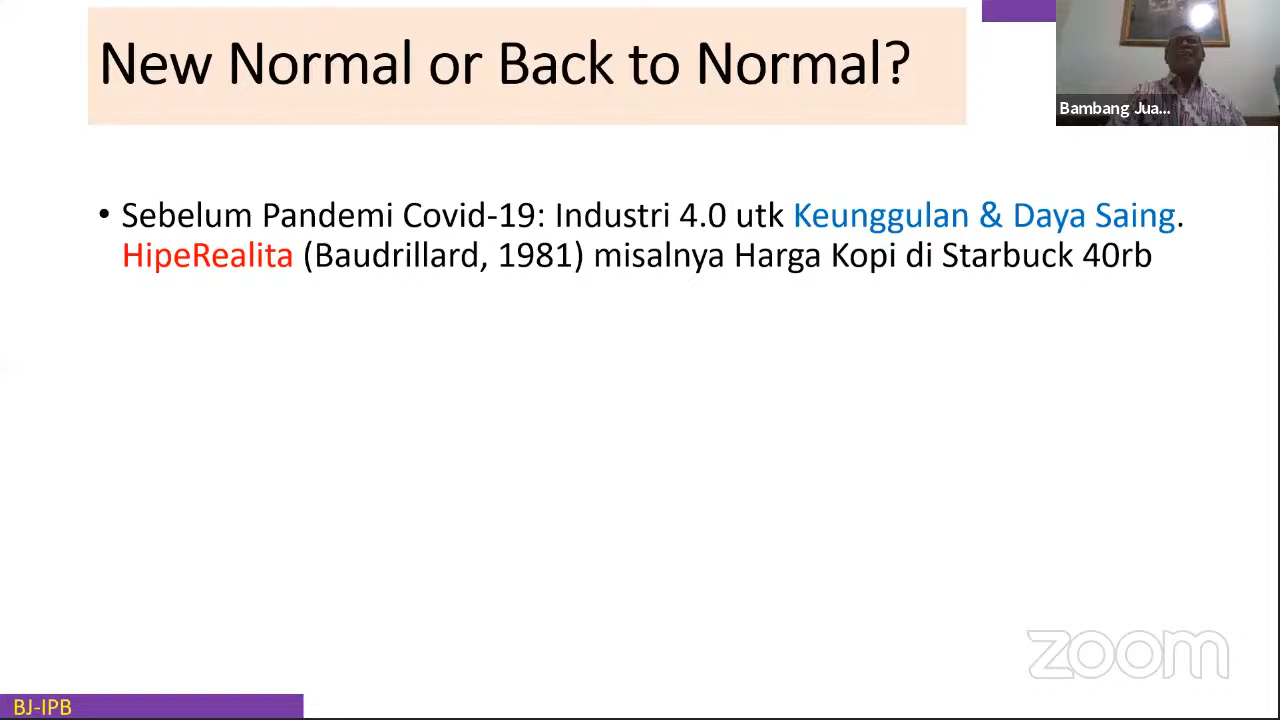 New Normal or Back to Normal?
Bambang Jua...
• Sebelum Pandemi Covid-19: Industri 4.0 utk Keunggulan & Daya Saing.
HipeRealita (Baudrillard, 1981) misalnya Harga Kopi di Starbuck 40rb
zoom
BJ-IPB